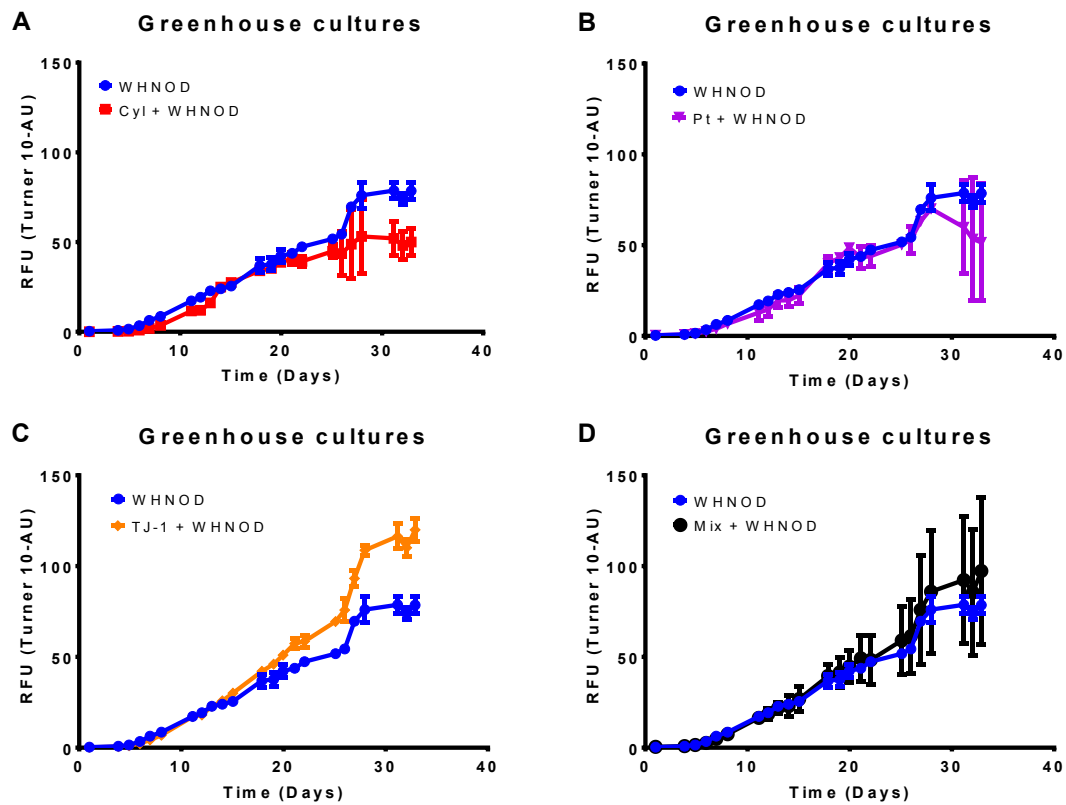 A
Greenhouse cultures
150
100
50
0
WHNOD
Cyl + WHNOD
RFU (Turner 10-AU)
0 10 20 30 40
Time (Days)
B
Greenhouse cultures
150
100
50
0
WHNOD
Pt + WHNOD
RFU (Turner 10-AU)
0 10 20 30 40
Time (Days)
C
Greenhouse cultures
150
100
50
0
WHNOD
TJ-1 + WHNOD
RFU (Turner 10-AU)
0 10 20 30 40
Time (Days)
D
Greenhouse cultures
150
100
50
0
WHNOD
Mix + WHNOD
RFU (Turner 10-AU)
0 10 20 30 40
Time (Days)